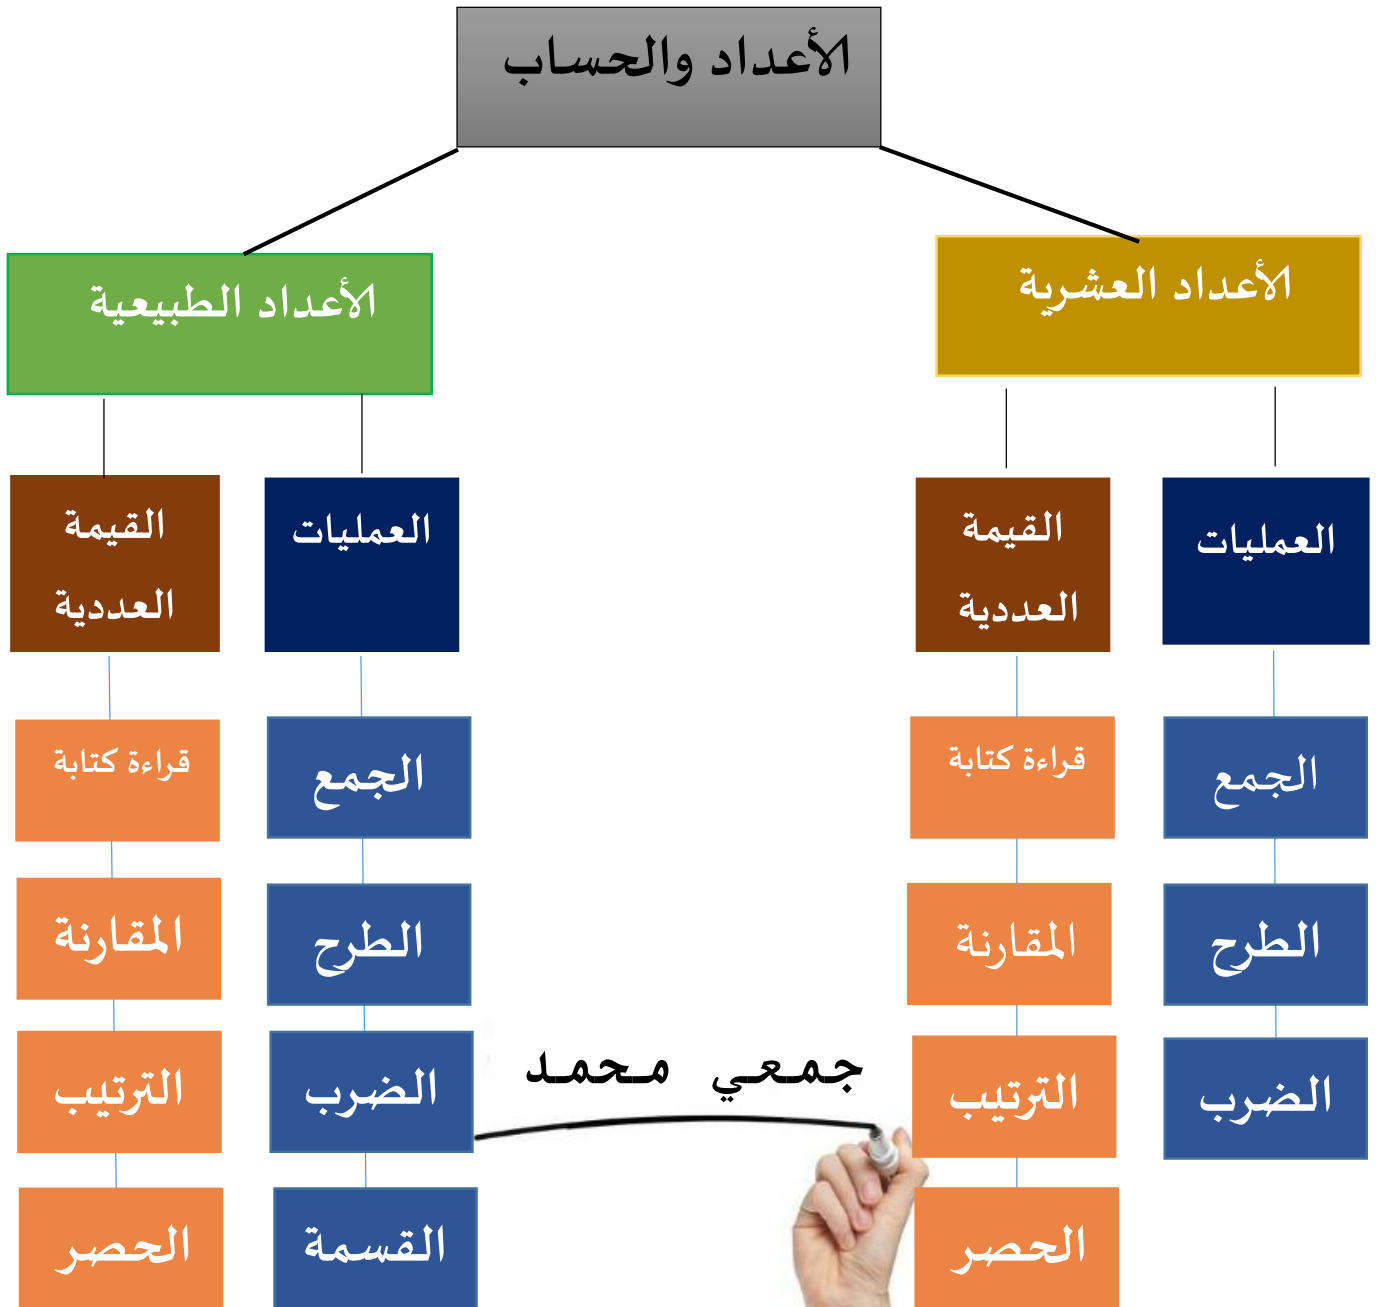 الأعداد والحساب
الأعداد العشرية
الأعداد الطبيعية
العمليات
القيمة
العددية
العمليات
القيمة
العددية
الجمع
قراءة كتابة
الجمع
قراءة كتابة
الطرح
المقارنة
الطرح
المقارنة
الضرب
الترتيب
جمعي محمد
الضرب
الترتيب
الحصر
القسمة
الحصر